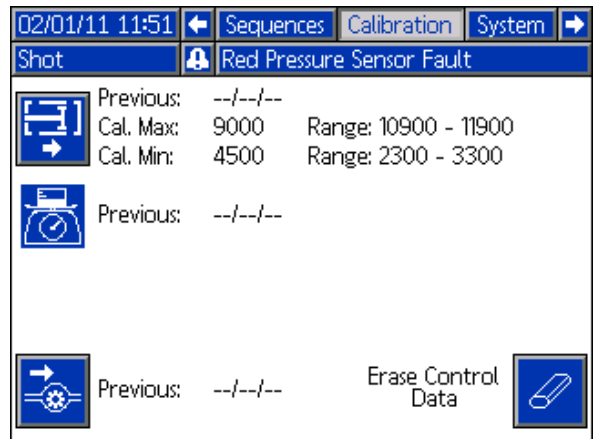 02/01/11 11:51 Sequences Calibration System
Shot Red Pressure Sensor Fault
Previous: --/--/--
Cal. Max: 9000 Range: 10900 - 11900
Cal. Min: 4500 Range: 2300 - 3300
Previous: --/--/--
Previous: --/--/--
Erase Control
Data